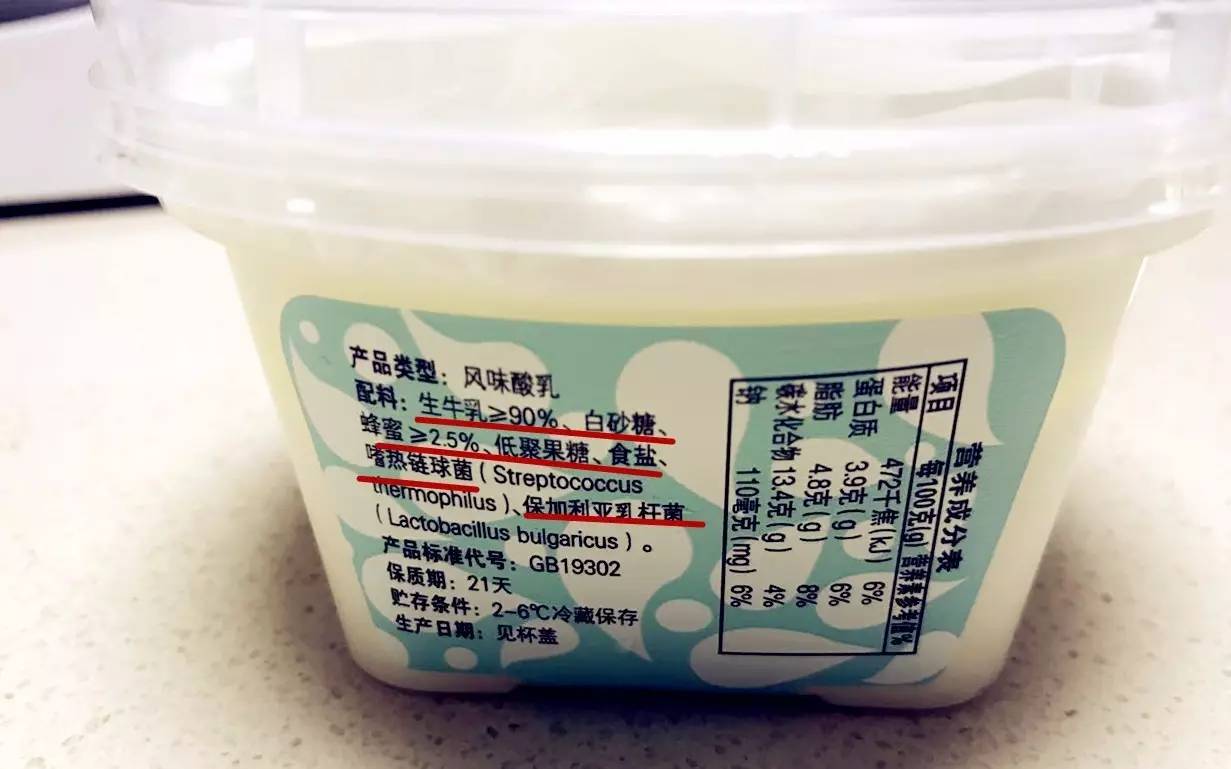 产品类型：风味酸乳
配料：生牛乳≥90%、白砂糖、
蜂蜜≥2.5%、低聚果糖、食盐、
嗜热链球菌（Streptococcus
thermophilus）、保加利亚乳杆菌
（Lactobacillus bulgaricus）。
产品标准代号：GB19302
保质期：21天
贮存条件：2-6℃冷藏保存
生产日期：见杯盖
营养成分表
项目 每100克(g) 营养素参考值%
能量 472千焦(kJ) 6%
蛋白质 3.9克(g) 6%
脂肪 4.8克(g) 8%
碳水化合物 13.4克(g) 4%
钠 110毫克(mg) 6%